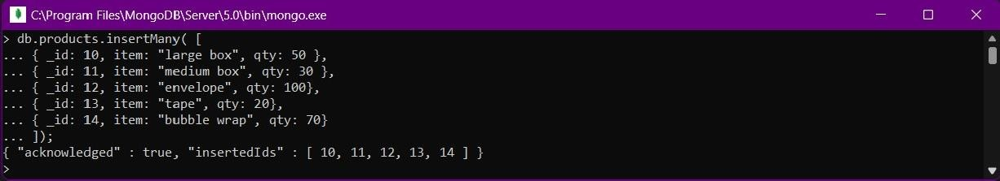 C:\Program Files\MongoDB\Server\5.0\bin\mongo.exe
> db.products.insertMany( [
... { _id: 10, item: "large box", qty: 50 },
... { _id: 11, item: "medium box", qty: 30 },
... { _id: 12, item: "envelope", qty: 100},
... { _id: 13, item: "tape", qty: 20},
... { _id: 14, item: "bubble wrap", qty: 70}
... ]);
{ "acknowledged" : true, "insertedIds" : [ 10, 11, 12, 13, 14 ] }
>